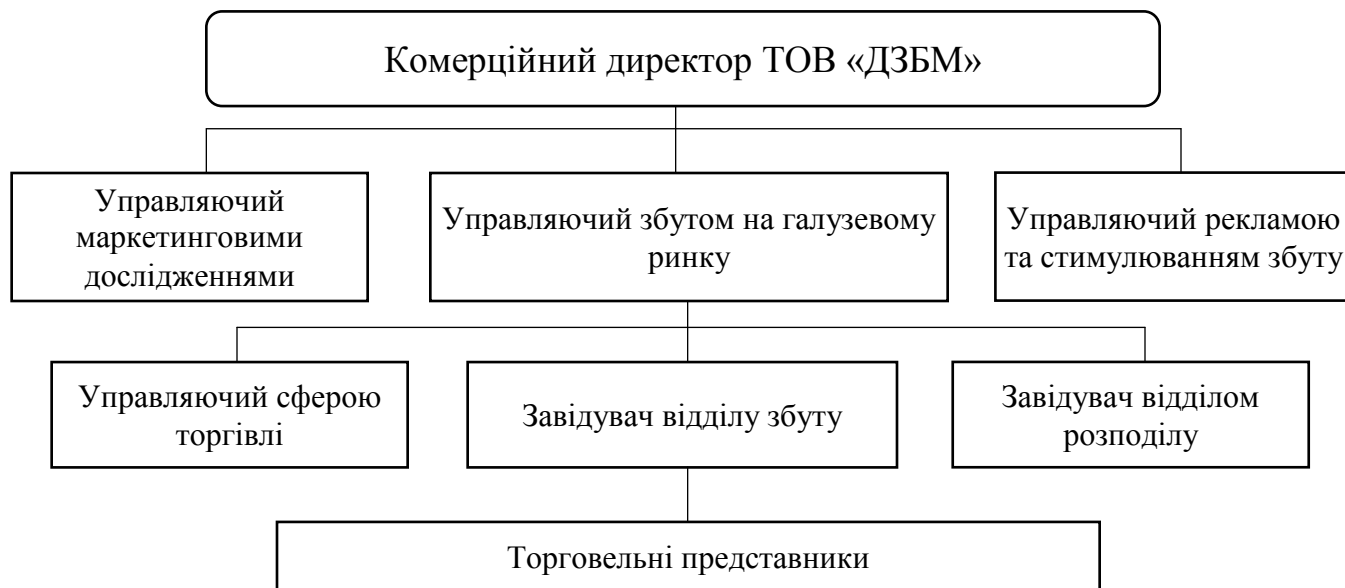 Комерційний директор ТОВ «ДЗБМ»
Управляючий
маркетинговими
дослідженнями
Управляючий збутом на галузевому
ринку
Управляючий рекламою
та стимулюванням збуту
Управляючий сферою
торгівлі
Завідувач відділу збуту
Завідувач відділом
розподілу
Торговельні представники